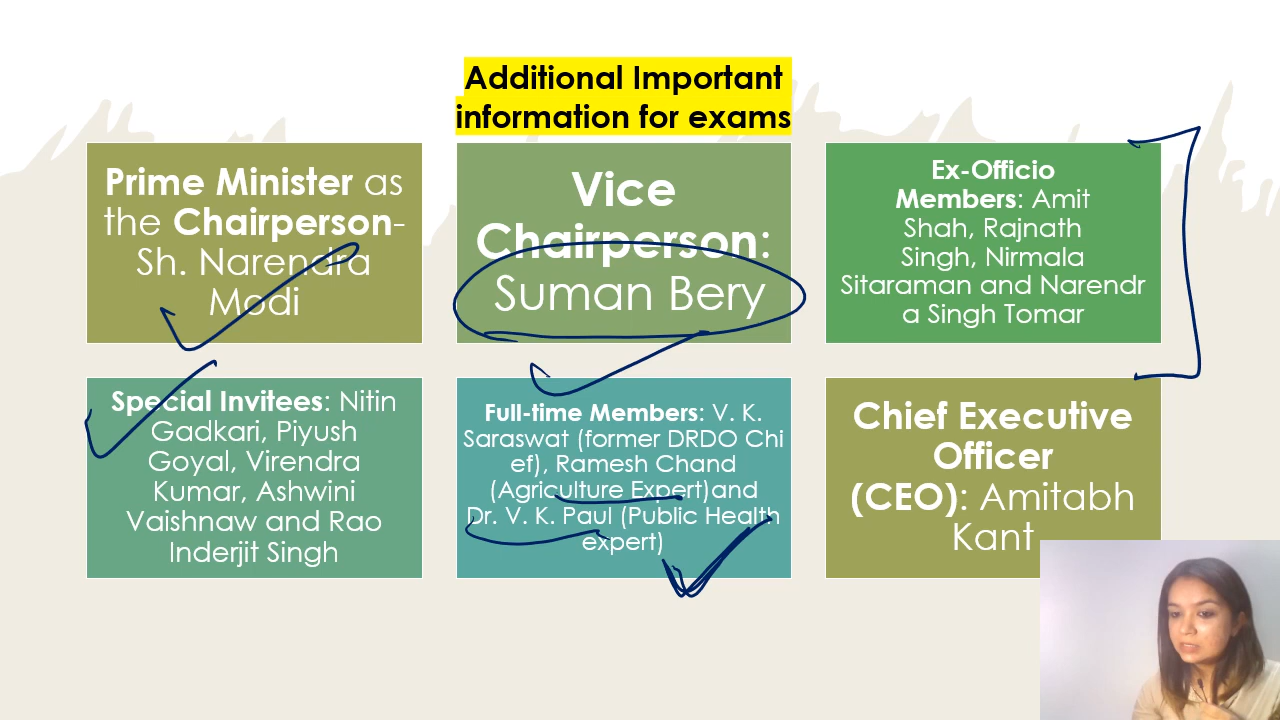 Additional Important
information for exams
Prime Minister as
the Chairperson-
Sh. Narendra
Modi
Vice
Chairperson:
Suman Bery
Ex-Officio
Members: Amit
Shah, Rajnath
Singh, Nirmala
Sitaraman and Narendr
a Singh Tomar
Special Invitees: Nitin
Gadkari, Piyush
Goyal, Virendra
Kumar, Ashwini
Vaishnaw and Rao
Inderjit Singh
Full-time Members: V. K.
Saraswat (former DRDO Chi
ef), Ramesh Chand
(Agriculture Expert)and
Dr. V. K. Paul (Public Health
expert)
Chief Executive
Officer
(CEO): Amitabh
Kant